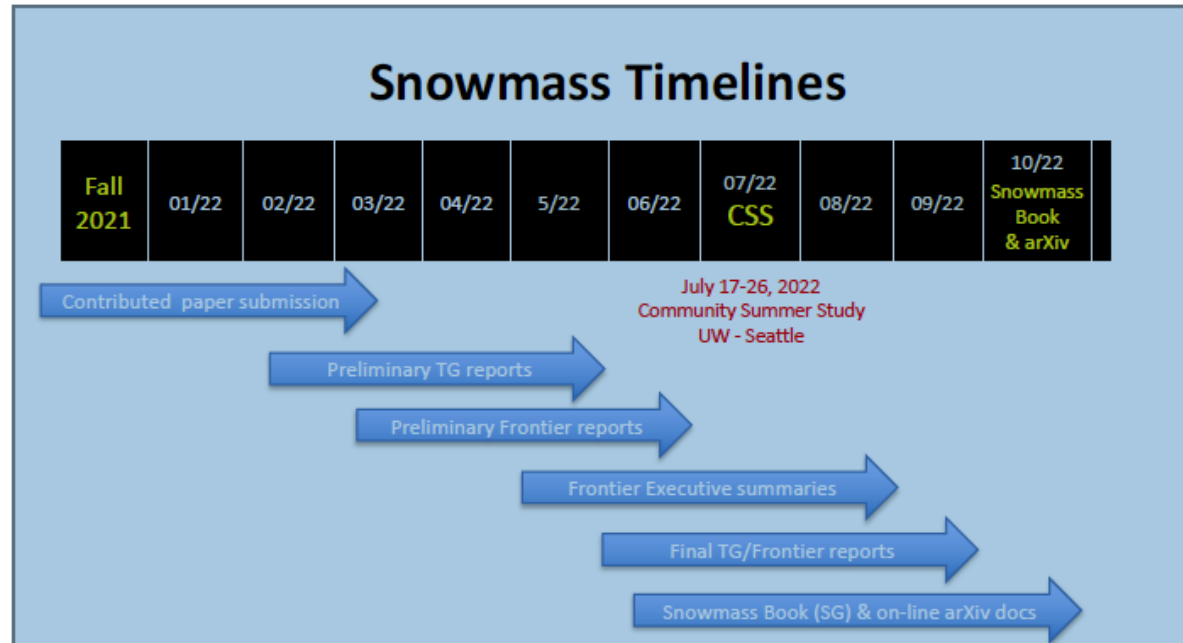 Snowmass Timelines
Fall
2021
01/22
02/22
03/22
04/22
5/22
06/22
07/22
CSS
08/22
09/22
10/22
Snowmass
Book
& arXiv
Contributed paper submission
July 17-26, 2022
Community Summer Study
UW - Seattle
Preliminary TG reports
Preliminary Frontier reports
Frontier Executive summaries
Final TG/Frontier reports
Snowmass Book (SG) & on-line arXiv docs